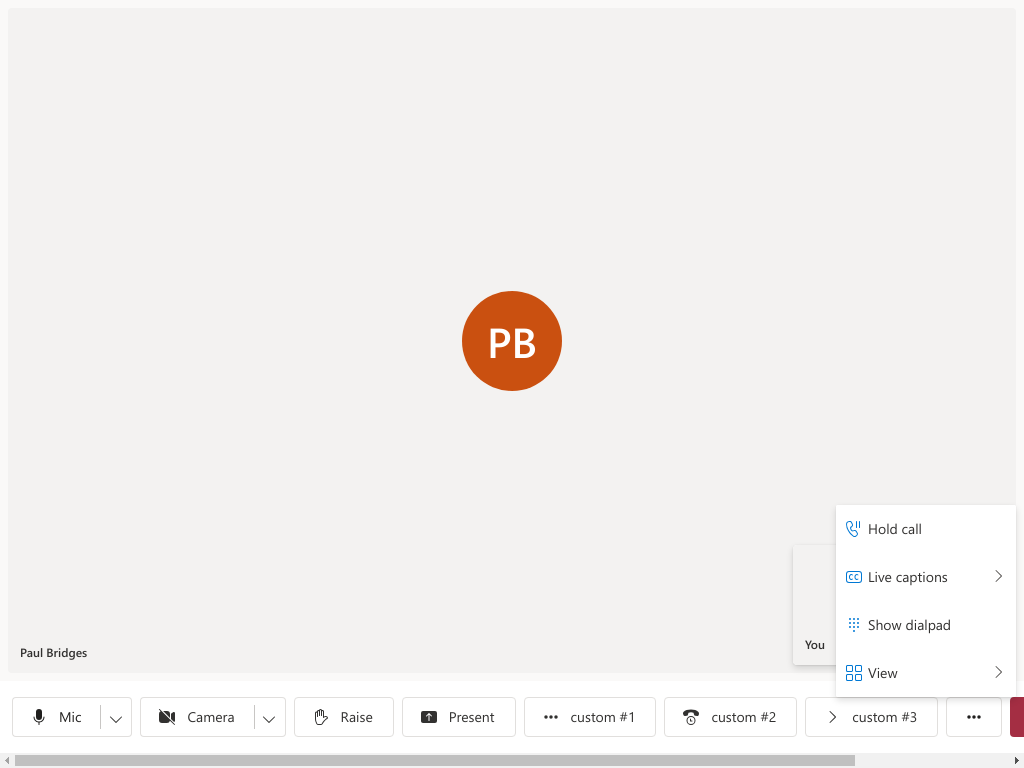 PB
Hold call
Live captions
Show dialpad
You
Paul Bridges
View
Mic
Camera
Raise
Present
custom #1
custom #2
custom #3